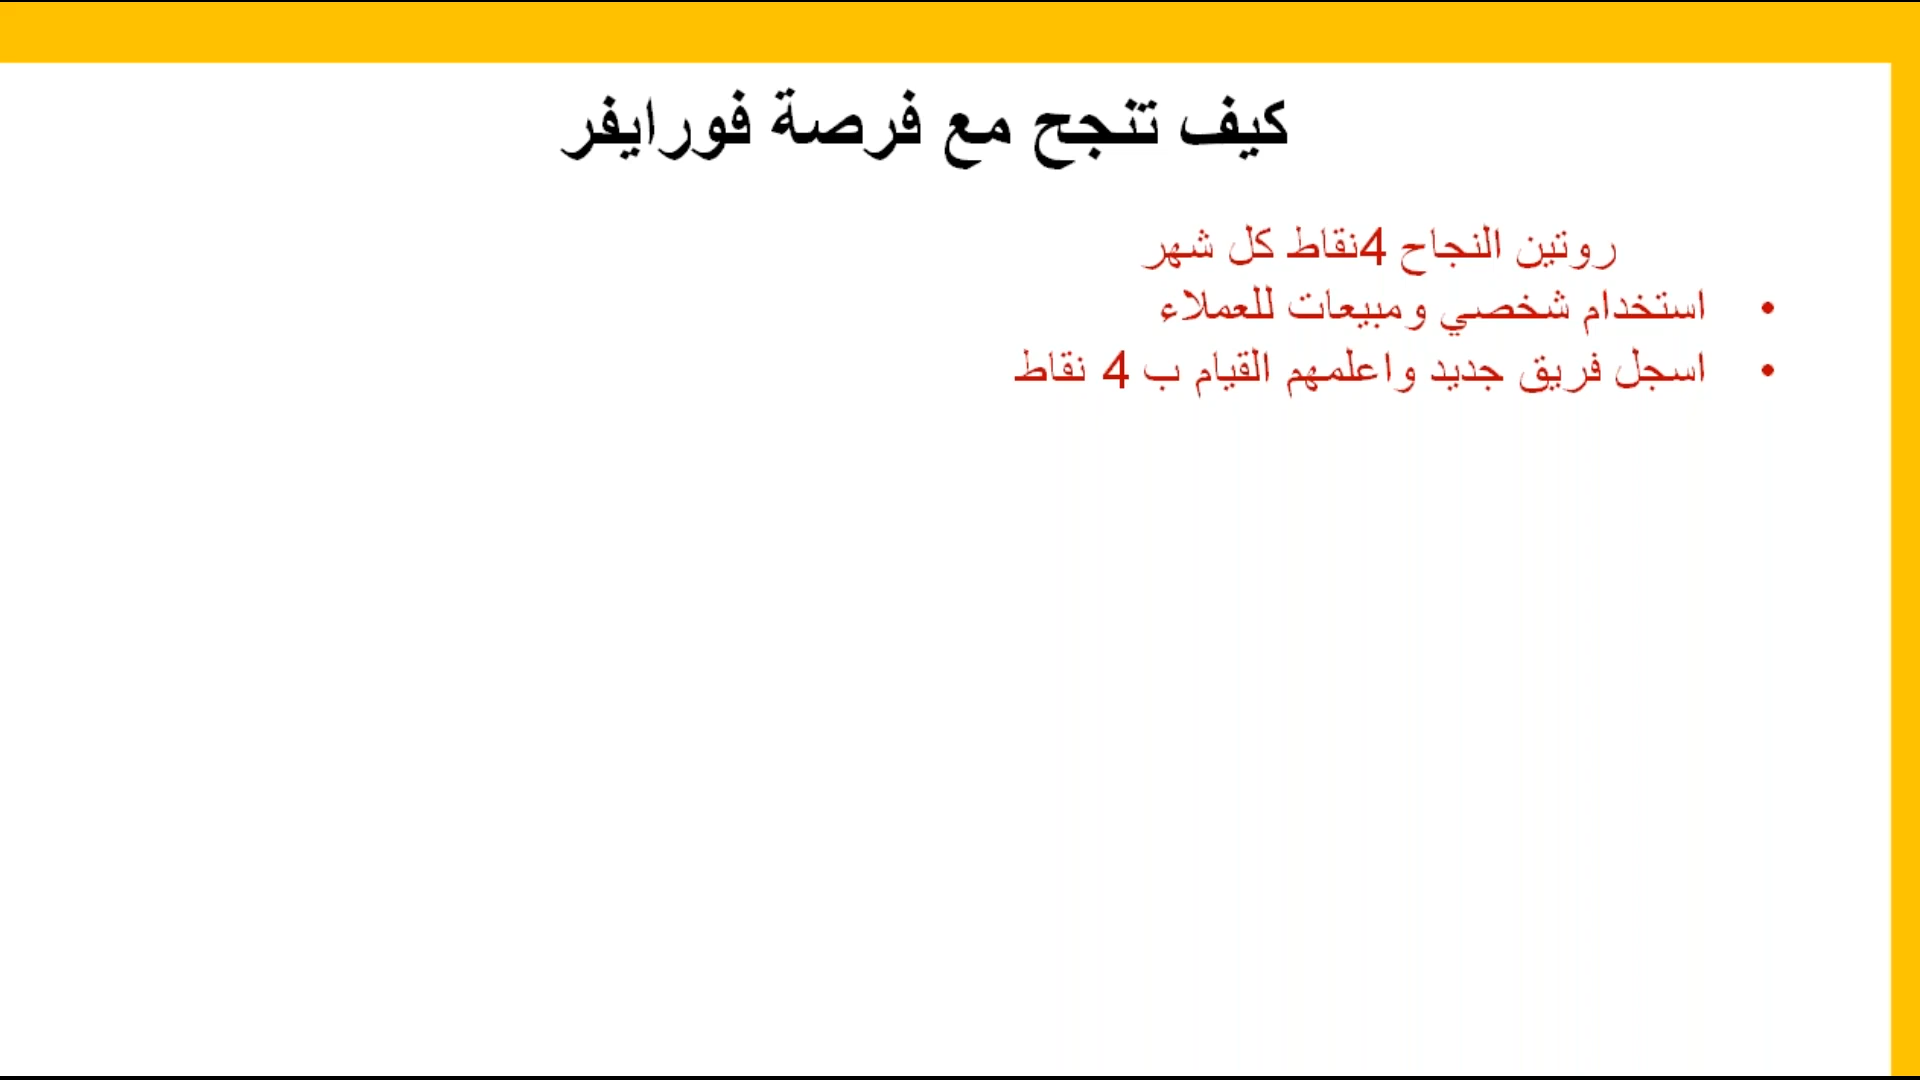 كيف تنجح مع فرصة فورايفر
روتين النجاح 4نقاط كل شهر
• استخدام شخصي ومبيعات للعملاء
• اسجل فريق جديد واعلمهم القيام ب 4 نقاط